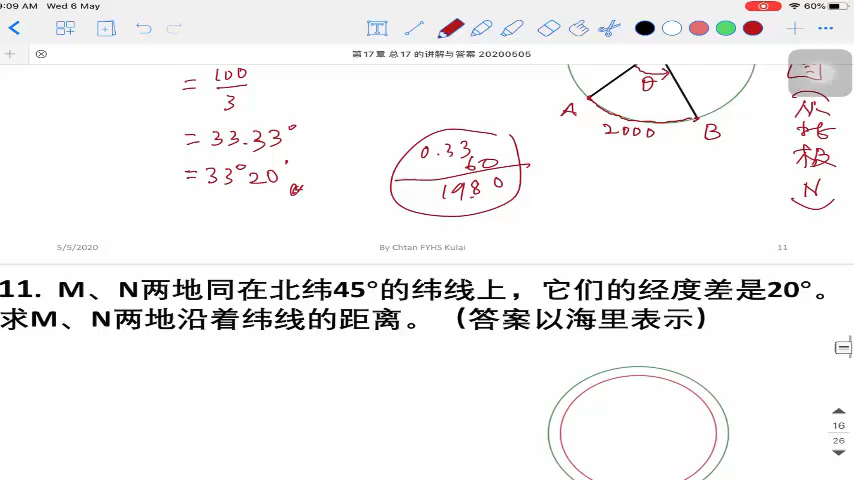 9:09 AM Wed 6 May
60%
第17章 总17 的讲解与答案 20200505
= 100/3
= 33.33°
= 33°20'
0.33
60
19.80
A
θ
2000
B
极
N
5/5/2020
By Chtan FYHS Kulai
11
11. M、N两地同在北纬45°的纬线上，它们的经度差是20°。
求M、N两地沿着纬线的距离。（答案以海里表示）
16
26